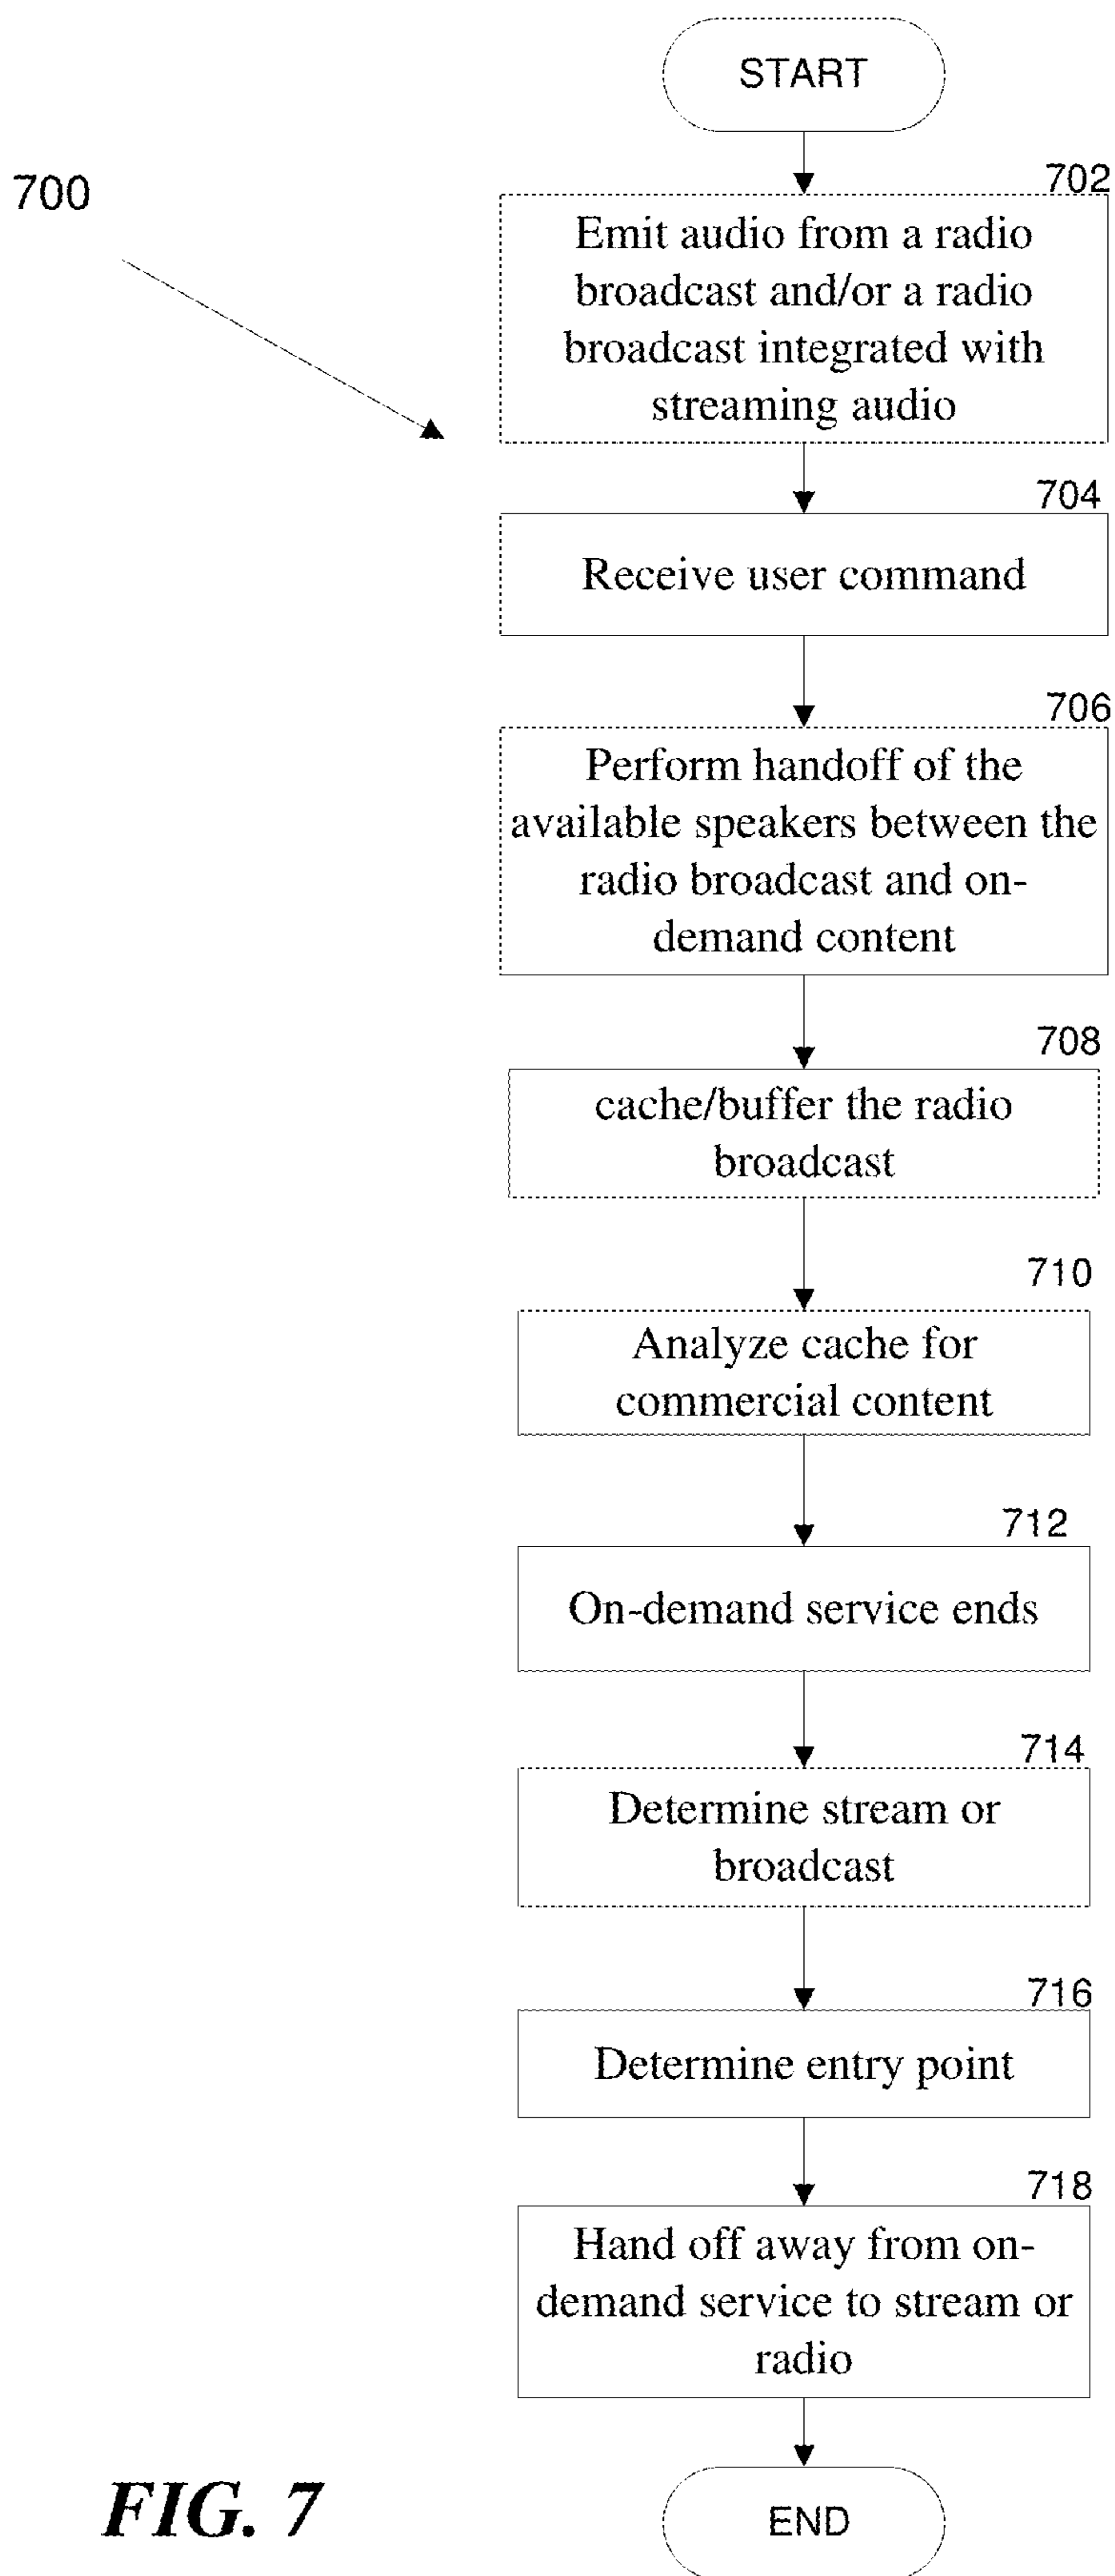 START
700
702
Emit audio from a radio
broadcast and/or a radio
broadcast integrated with
streaming audio
704
Receive user command
706
Perform handoff of the
available speakers between the
radio broadcast and on-
demand content
708
cache/buffer the radio
broadcast
710
Analyze cache for
commercial content
712
On-demand service ends
714
Determine stream or
broadcast
716
Determine entry point
718
Hand off away from on-
demand service to stream or
radio
END
FIG. 7